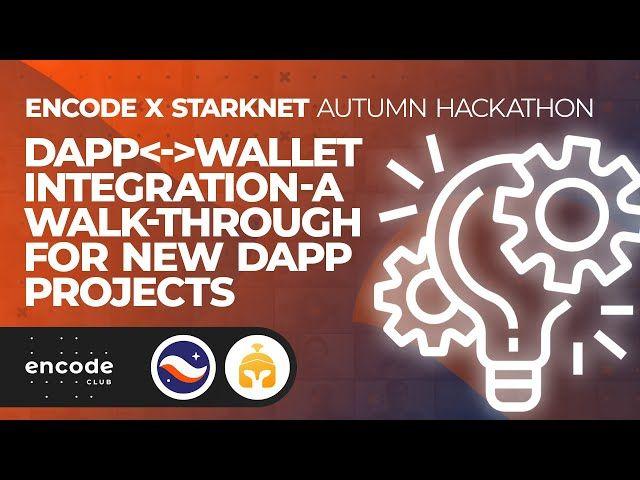 ENCODE X STARKNET AUTUMN HACKATHON
DAPP<->WALLET
INTEGRATION-A
WALK-THROUGH
FOR NEW DAPP
PROJECTS
encode
CLUB